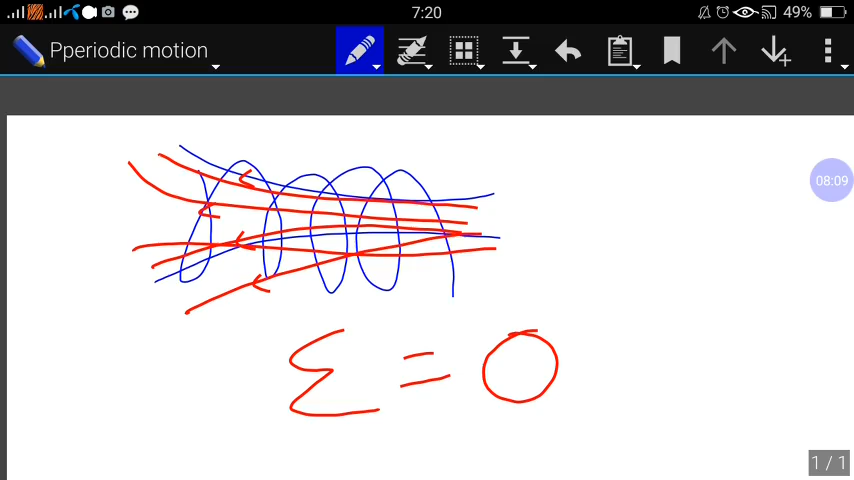 7:20
49%
Pperiodic motion
08:09
Ɛ = 0
1 / 1